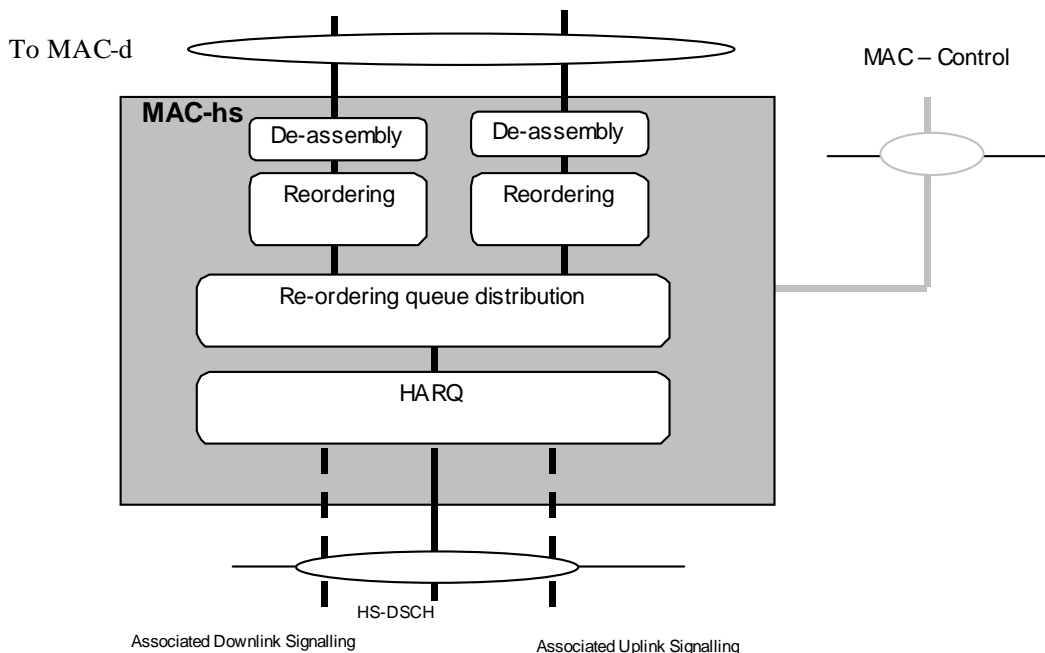 To MAC-d
MAC – Control
MAC-hs
De-assembly
De-assembly
Reordering
Reordering
Re-ordering queue distribution
HARQ
HS-DSCH
Associated Downlink Signalling
Associated Uplink Signalling